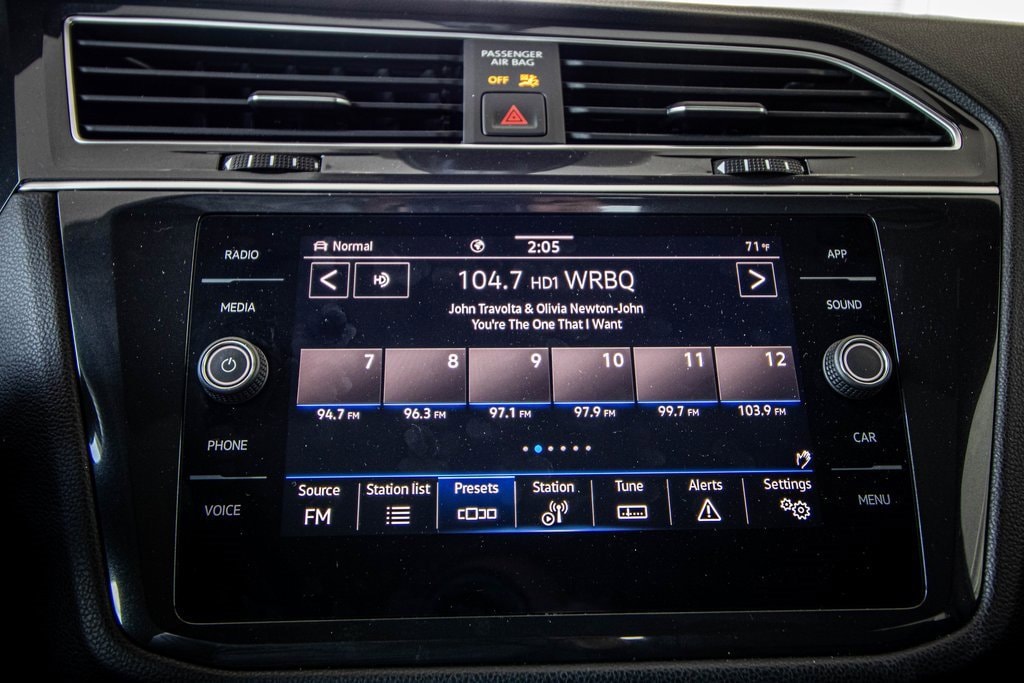 PASSENGER
AIR BAG
OFF
RADIO
MEDIA
PHONE
VOICE
Normal
2:05
71°F
< HD 104.7 HD1 WRBQ >
John Travolta & Olivia Newton-John
You're The One That I Want
7 8 9 10 11 12
94.7 FM 96.3 FM 97.1 FM 97.9 FM 99.7 FM 103.9 FM
Source Station list Presets Station Tune Alerts Settings
FM
APP
SOUND
CAR
MENU